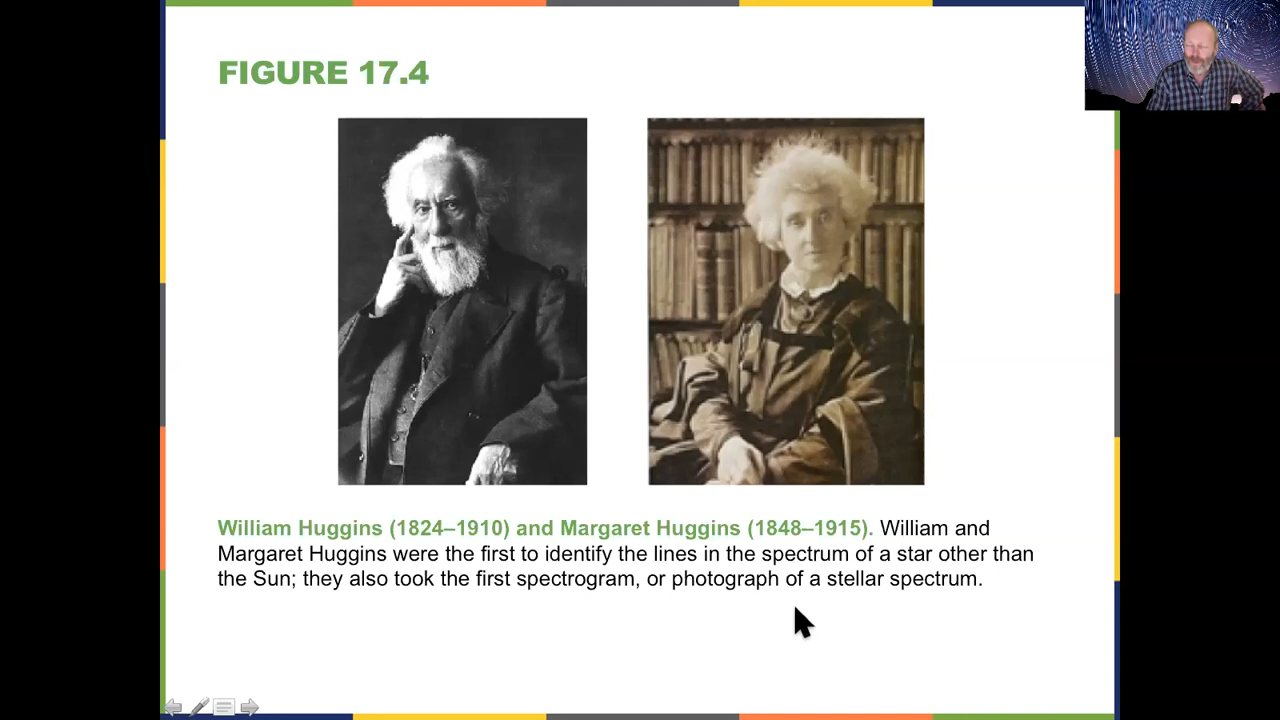 FIGURE 17.4
William Huggins (1824–1910) and Margaret Huggins (1848–1915). William and
Margaret Huggins were the first to identify the lines in the spectrum of a star other than
the Sun; they also took the first spectrogram, or photograph of a stellar spectrum.